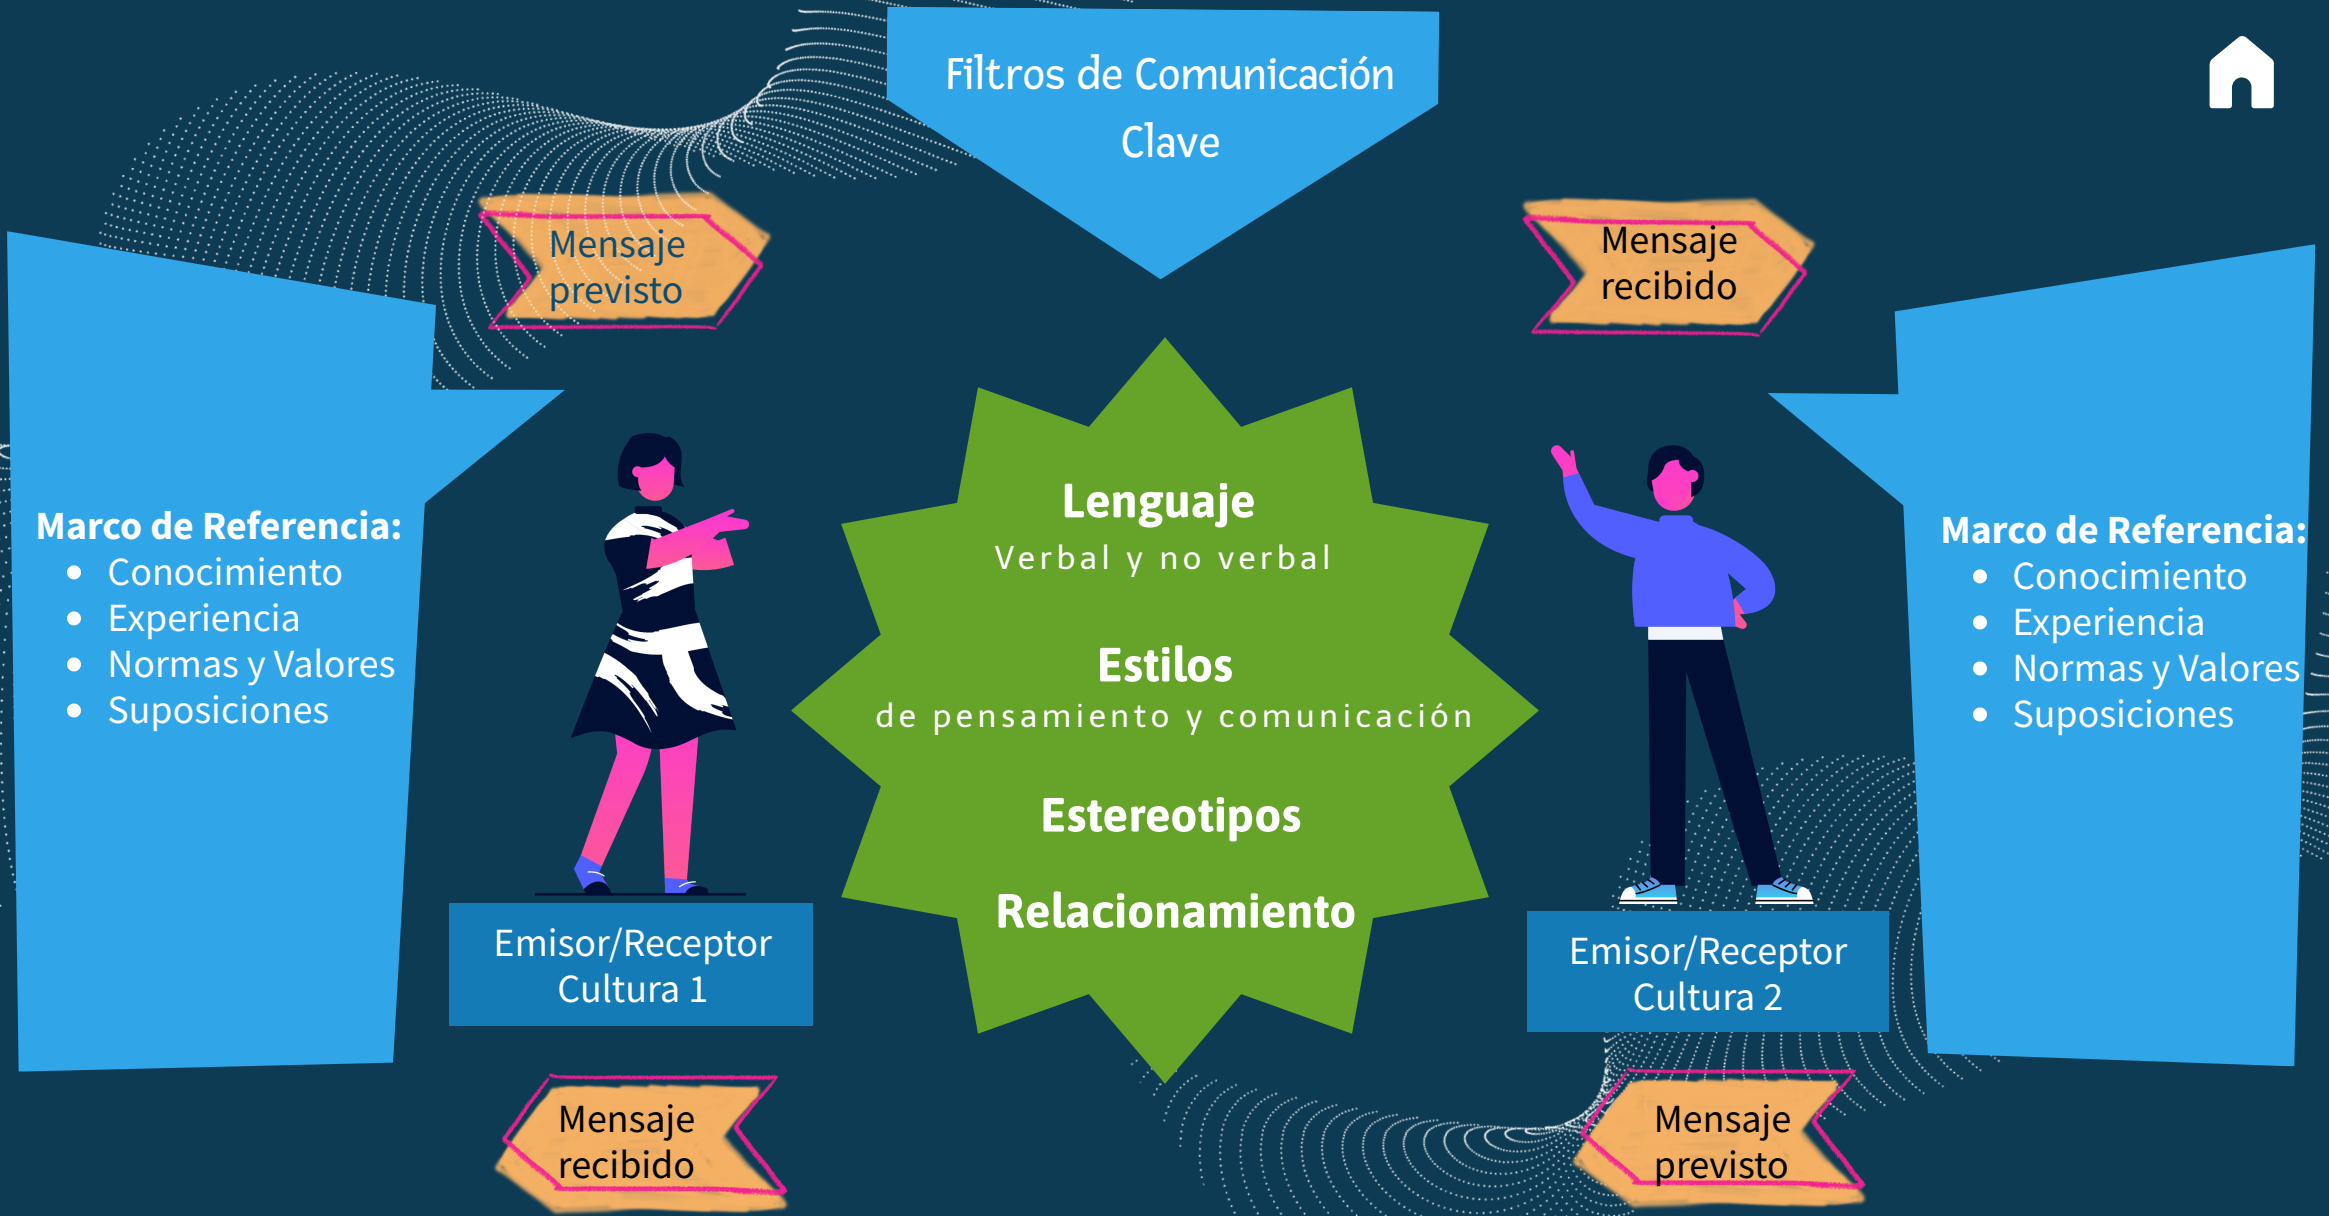 Filtros de Comunicación
Clave
Mensaje
previsto
Mensaje
recibido
Marco de Referencia:
• Conocimiento
• Experiencia
• Normas y Valores
• Suposiciones
Lenguaje
Verbal y no verbal
Estilos
de pensamiento y comunicación
Estereotipos
Relacionamiento
Marco de Referencia:
• Conocimiento
• Experiencia
• Normas y Valores
• Suposiciones
Emisor/Receptor
Cultura 1
Emisor/Receptor
Cultura 2
Mensaje
recibido
Mensaje
previsto